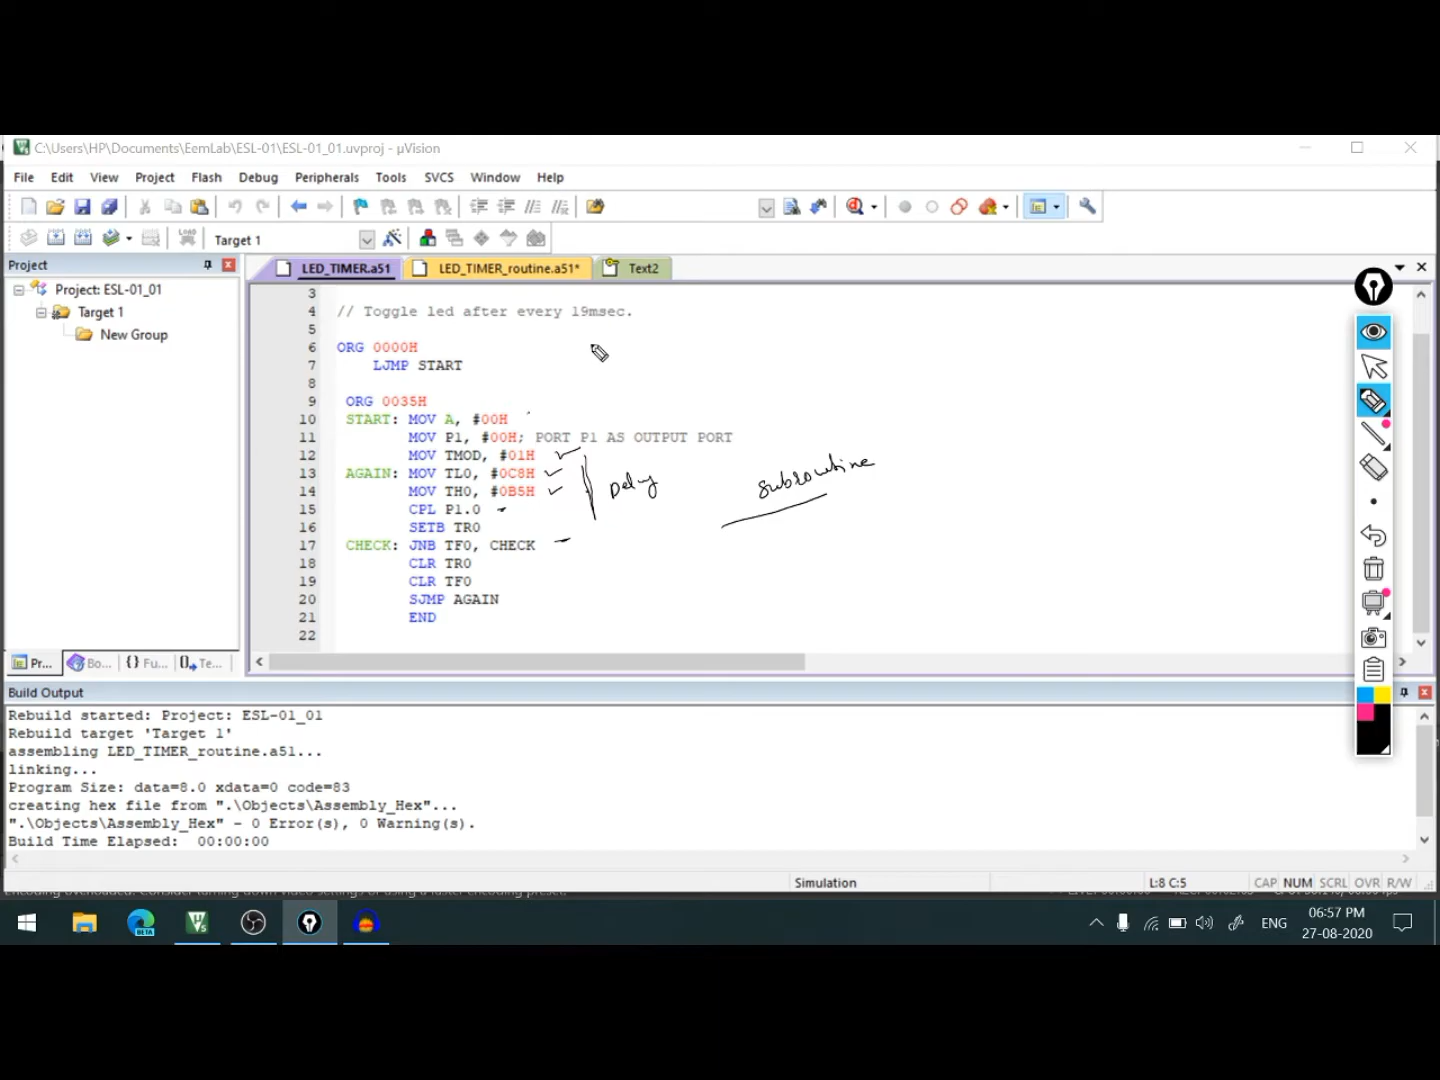 C:\Users\HP\Documents\EemLab\ESL-01\ESL-01_01.uvproj - µVision
File Edit View Project Flash Debug Peripherals Tools SVCS Window Help
LOAD Target 1
Project
LED_TIMER.a51 LED_TIMER_routine.a51* Text2
Project: ESL-01_01
Target 1
New Group
3
4 // Toggle led after every 19msec.
5
6 ORG 0000H
7 LJMP START
8
9 ORG 0035H
10 START: MOV A, #00H
11 MOV P1, #00H; PORT P1 AS OUTPUT PORT
12 MOV TMOD, #01H
13 AGAIN: MOV TL0, #0C8H
14 MOV TH0, #0B5H
15 CPL P1.0
16 SETB TR0
17 CHECK: JNB TF0, CHECK
18 CLR TR0
19 CLR TF0
20 SJMP AGAIN
21 END
22
Delay
subroutine
Pr... Bo... {} Fu... 0 Te...
Build Output
Rebuild started: Project: ESL-01_01
Rebuild target 'Target 1'
assembling LED_TIMER_routine.a51...
linking...
Program Size: data=8.0 xdata=0 code=83
creating hex file from ".\Objects\Assembly_Hex"...
".\Objects\Assembly_Hex" - 0 Error(s), 0 Warning(s).
Build Time Elapsed: 00:00:00
Simulation L:8 C:5 CAP NUM SCRL OVR R/W
BETA ENG 06:57 PM
27-08-2020